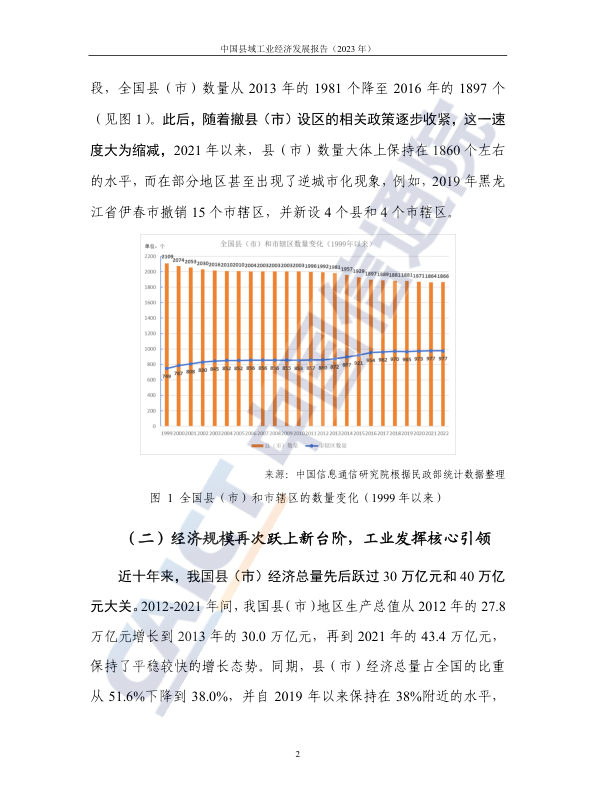 中国县域工业经济发展报告（2023 年）
段，全国县（市）数量从 2013 年的 1981 个降至 2016 年的 1897 个
（见图 1）。此后，随着撤县（市）设区的相关政策逐步收紧，这一速
度大为缩减，2021 年以来，县（市）数量大体上保持在 1860 个左右
的水平，而在部分地区甚至出现了逆城市化现象，例如，2019 年黑龙
江省伊春市撤销 15 个市辖区，并新设 4 个县和 4 个市辖区。
单位：个
全国县（市）和市辖区数量变化（1999年以来）
2200
2000
1800
1600
1400
1200
1000
800
600
400
200
0
2109 2074 2053 2030 2016 2010 2010 2004 2003 2003 2003 2003 1996 1992 1981 1957 1929 1897 1889 1881 1881 1871 1864 1866
749 787 808 830 845 852 852 856 856 856 855 853 857 860 872 897 921 954 962 970 965 973 977 977
1999 2000 2001 2002 2003 2004 2005 2006 2007 2008 2009 2010 2011 2012 2013 2014 2015 2016 2017 2018 2019 2020 2021 2022
县（市）数量 市辖区数量
来源：中国信息通信研究院根据民政部统计数据整理
图 1 全国县（市）和市辖区的数量变化（1999 年以来）
（二）经济规模再次跃上新台阶，工业发挥核心引领
近十年来，我国县（市）经济总量先后跃过 30 万亿元和 40 万亿
元大关。2012-2021 年间，我国县（市）地区生产总值从 2012 年的 27.8
万亿元增长到 2013 年的 30.0 万亿元，再到 2021 年的 43.4 万亿元，
保持了平稳较快的增长态势。同期，县（市）经济总量占全国的比重
从 51.6%下降到 38.0%，并自 2019 年以来保持在 38%附近的水平，
2
CAICT 中国信通院